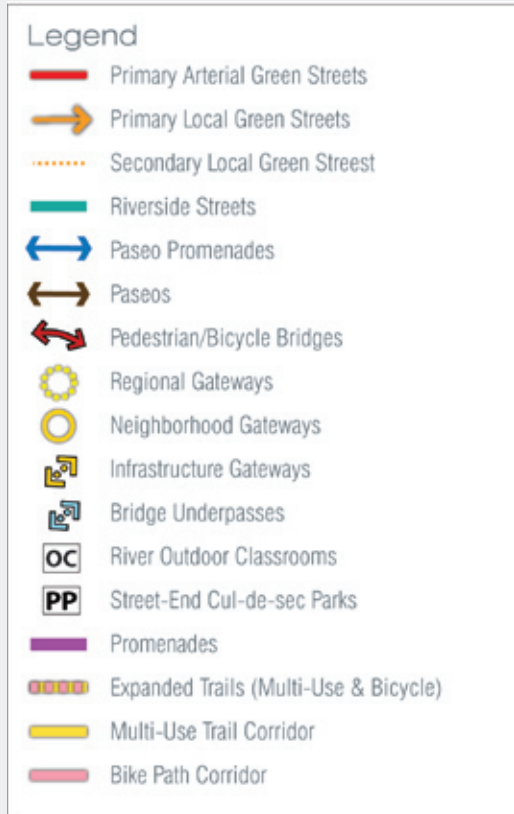 Legend
Primary Arterial Green Streets
Primary Local Green Streets
Secondary Local Green Streest
Riverside Streets
Paseo Promenades
Paseos
Pedestrian/Bicycle Bridges
Regional Gateways
Neighborhood Gateways
Infrastructure Gateways
Bridge Underpasses
OC River Outdoor Classrooms
PP Street-End Cul-de-sec Parks
Promenades
Expanded Trails (Multi-Use & Bicycle)
Multi-Use Trail Corridor
Bike Path Corridor